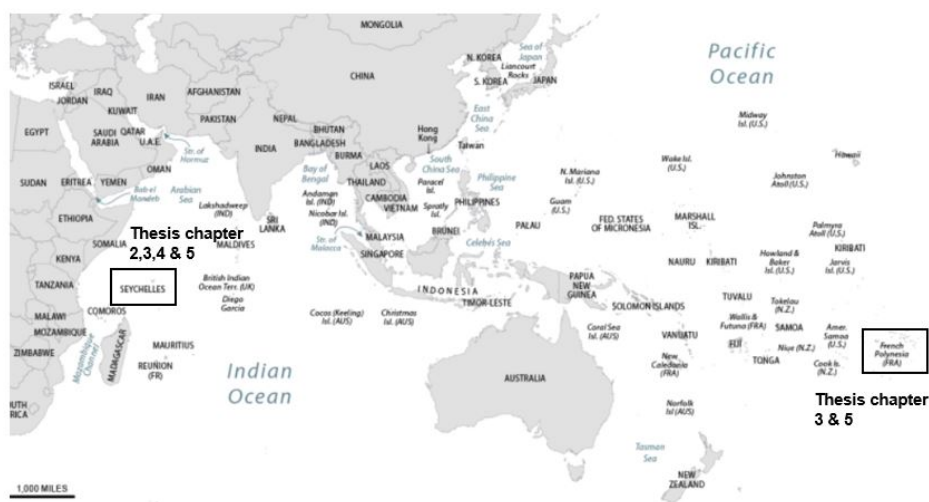 MONGOLIA
Pacific
Ocean
Sea of
Japan
N. KOREA
Liancourt
Rocks
S. KOREA
JAPAN
CHINA
ISRAEL
JORDAN
IRAQ
IRAN
AFGHANISTAN
KUWAIT
PAKISTAN
NEPAL
BHUTAN
East
China
Sea
Midway
Isl. (U.S.)
EGYPT
SAUDI
ARABIA
QATAR
U.A.E.
Str. of
Hormuz
INDIA
BANGLADESH
BURMA
Hong
Kong
Taiwan
Hawaii
OMAN
LAOS
South
China Sea
Wake Isl.
(U.S.)
Johnston
Atoll (U.S.)
SUDAN
ERITREA
YEMEN
Bab el
Mandeb
Arabian
Sea
Bay of
Bengal
THAILAND
Paracel
Isl.
Philippine
Sea
N. Mariana
Isl. (U.S.)
Lakshadweep
(IND)
Andaman
Isl. (IND)
Nicobar Isl.
(IND)
CAMBODIA
VIETNAM
Spratly
Isl.
PHILIPPINES
Guam
(U.S.)
ETHIOPIA
SRI
LANKA
PALAU
FED. STATES
OF MICRONESIA
MARSHALL
ISL.
Palmyra
Atoll (U.S.)
Thesis chapter
2,3,4 & 5
SOMALIA
MALDIVES
Str. of
Malacca
MALAYSIA
BRUNEI
Celebes Sea
KIRIBATI
KENYA
SINGAPORE
NAURU
KIRIBATI
Howland &
Baker
Isl. (U.S.)
Jarvis
Isl. (U.S.)
TANZANIA
SEYCHELLES
British Indian
Ocean Terr. (UK)
Diego
Garcia
INDONESIA
TIMOR-LESTE
PAPUA
NEW
GUINEA
SOLOMON ISLANDS
TUVALU
Tokelau
(N.Z.)
MALAWI
COMOROS
Cocos (Keeling)
Isl. (AUS)
Christmas
Isl. (AUS)
Coral Sea
Isl. (AUS)
VANUATU
Wallis &
Futuna (FRA)
SAMOA
Amer.
Samoa
(U.S.)
MOZAMBIQUE
FIJI
Niue (N.Z.)
French
Polynesia
(FRA)
ZIMBABWE
Mozambique
Channel
MADAGASCAR
MAURITIUS
REUNION
(FR)
New
Caledonia
(FRA)
TONGA
Cook Is.
(N.Z.)
Indian
Ocean
AUSTRALIA
Thesis chapter
3 & 5
UTH
RICA
Norfolk
Isl (AUS)
Tasman
Sea
NEW
ZEALAND
1,000 MILES